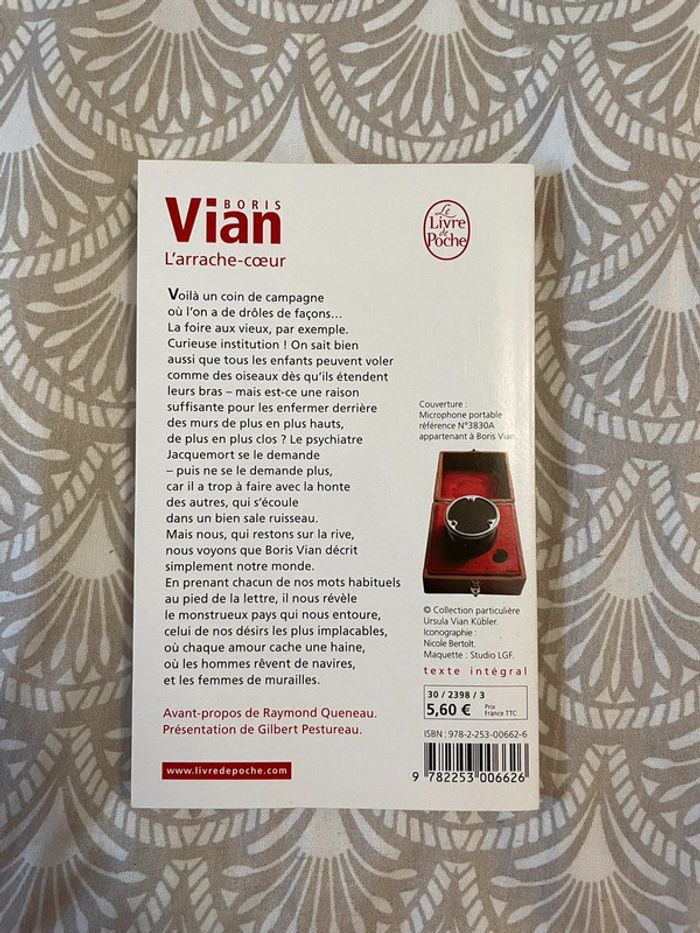 BORIS
Vian
L'arrache-cœur
Le
Livre
de
Poche
Voilà un coin de campagne
où l'on a de drôles de façons...
La foire aux vieux, par exemple.
Curieuse institution ! On sait bien
aussi que tous les enfants peuvent voler
comme des oiseaux dès qu'ils étendent
leurs bras – mais est-ce une raison
suffisante pour les enfermer derrière
des murs de plus en plus hauts,
de plus en plus clos ? Le psychiatre
Jacquemort se le demande
– puis ne se le demande plus,
car il a trop à faire avec la honte
des autres, qui s'écoule
dans un bien sale ruisseau.
Mais nous, qui restons sur la rive,
nous voyons que Boris Vian décrit
simplement notre monde.
En prenant chacun de nos mots habituels
au pied de la lettre, il nous révèle
le monstrueux pays qui nous entoure,
celui de nos désirs les plus implacables,
où chaque amour cache une haine,
où les hommes rêvent de navires,
et les femmes de murailles.
Avant-propos de Raymond Queneau.
Présentation de Gilbert Pestureau.
www.livredepoche.com
Couverture :
Microphone portable
référence N°3830A
appartenant à Boris Vian.
© Collection particulière
Ursula Vian Kübler.
Iconographie :
Nicole Bertolt.
Maquette : Studio LGF.
texte intégral
30 / 2398 / 3
5,60 € Prix
France TTC
ISBN : 978-2-253-00662-6
9 782253 006626